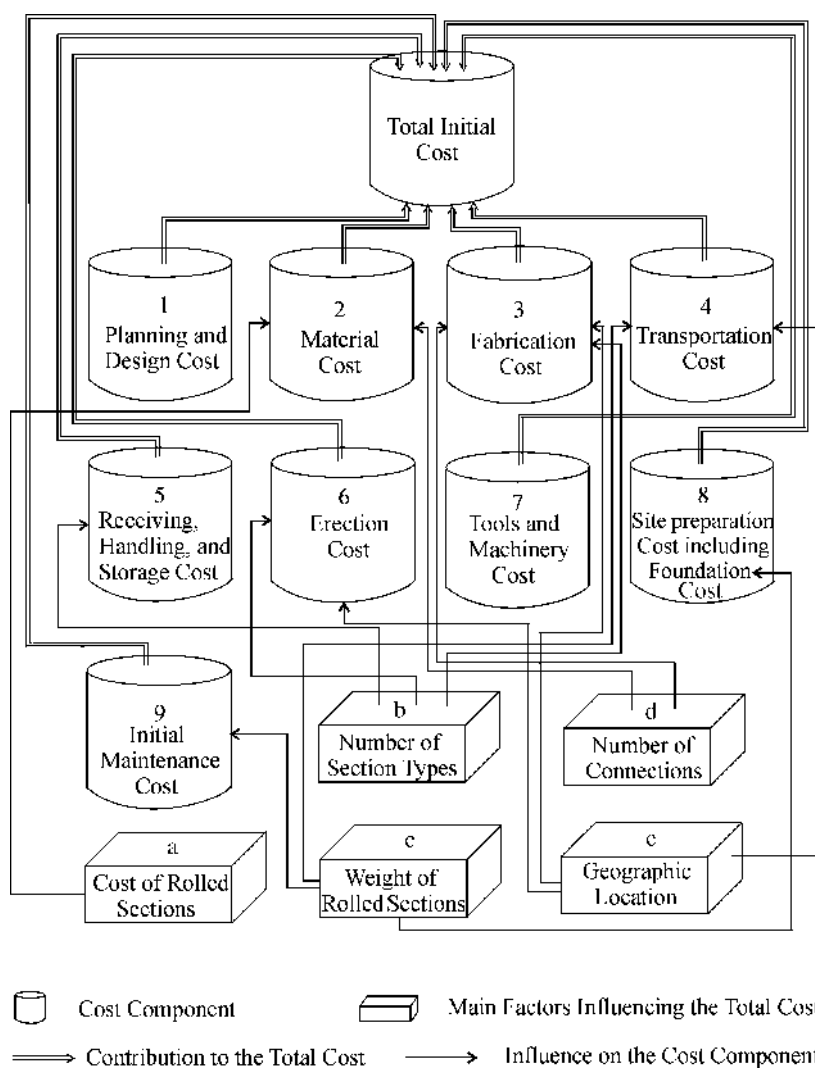 Total Initial
Cost
1
Planning and
Design Cost
2
Material
Cost
3
Fabrication
Cost
4
Transportation
Cost
5
Receiving,
Handling, and
Storage Cost
6
Erection
Cost
7
Tools and
Machinery
Cost
8
Site preparation
Cost including
Foundation
Cost
9
Initial
Maintenance
Cost
b
Number of
Section Types
d
Number of
Connections
a
Cost of Rolled
Sections
c
Weight of
Rolled Sections
e
Geographic
Location
Cost Component
Main Factors Influencing the Total Cost
Contribution to the Total Cost
Influence on the Cost Component